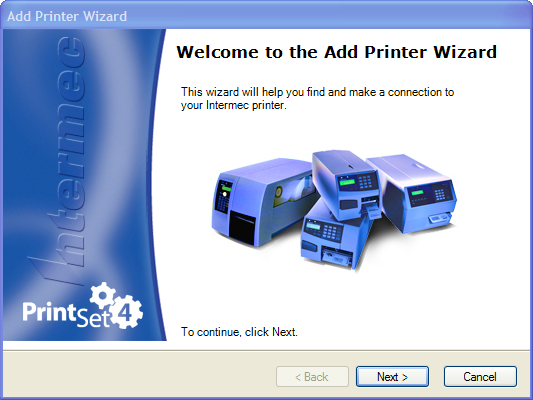 Add Printer Wizard
Intermec
PrintSet 4
Welcome to the Add Printer Wizard
This wizard will help you find and make a connection to
your Intermec printer.
To continue, click Next.
< Back
Next >
Cancel